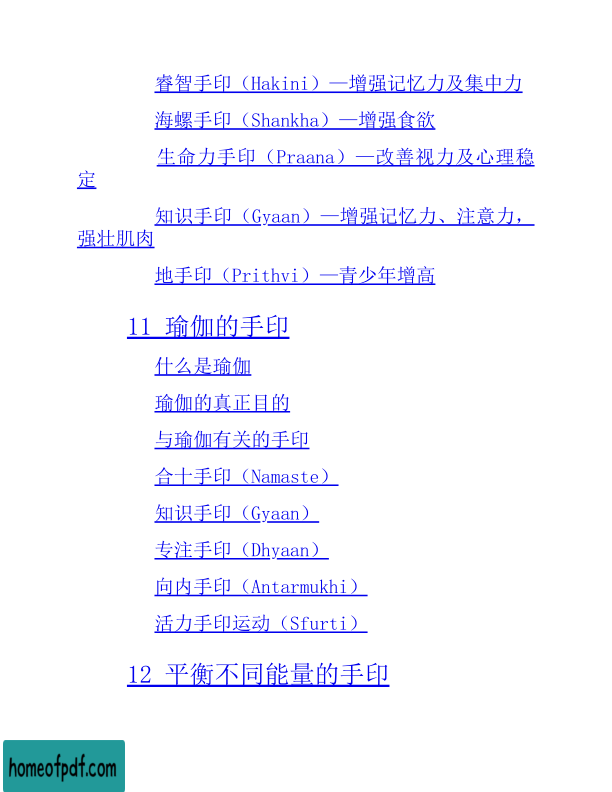 睿智手印（Hakini）—增强记忆力及集中力
海螺手印（Shankha）—增强食欲
生命力手印（Praana）—改善视力及心理稳
定
知识手印（Gyaan）—增强记忆力、注意力，
强壮肌肉
地手印（Prithvi）—青少年增高
11 瑜伽的手印
什么是瑜伽
瑜伽的真正目的
与瑜伽有关的手印
合十手印（Namaste）
知识手印（Gyaan）
专注手印（Dhyaan）
向内手印（Antarmukhi）
活力手印运动（Sfurti）
12 平衡不同能量的手印
homeofpdf.com